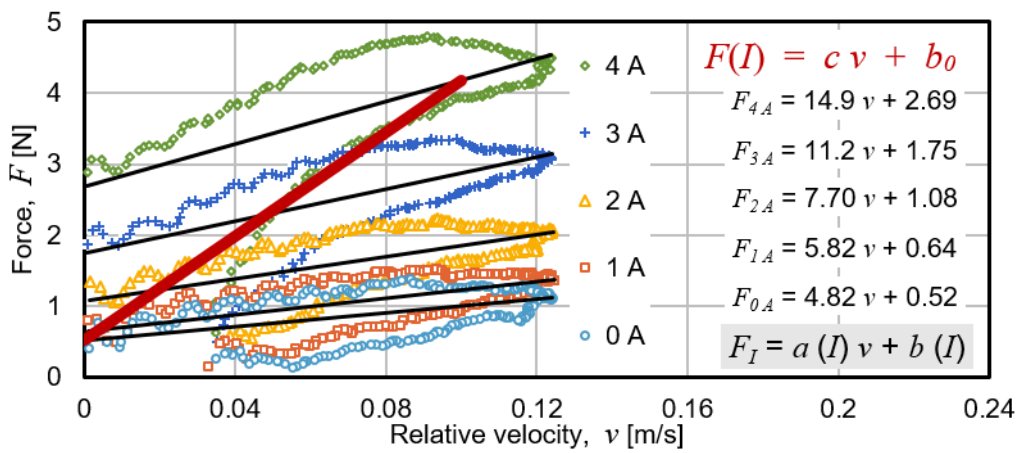 Force, F [N]
5
4
3
2
1
0
0
0.04
0.08
0.12
0.16
0.2
0.24
Relative velocity, v [m/s]
4 A
3 A
2 A
1 A
0 A
F(I) = c v + b₀
F₄ ₐ = 14.9 v + 2.69
F₃ ₐ = 11.2 v + 1.75
F₂ ₐ = 7.70 v + 1.08
F₁ ₐ = 5.82 v + 0.64
F₀ ₐ = 4.82 v + 0.52
F_I = a (I) v + b (I)